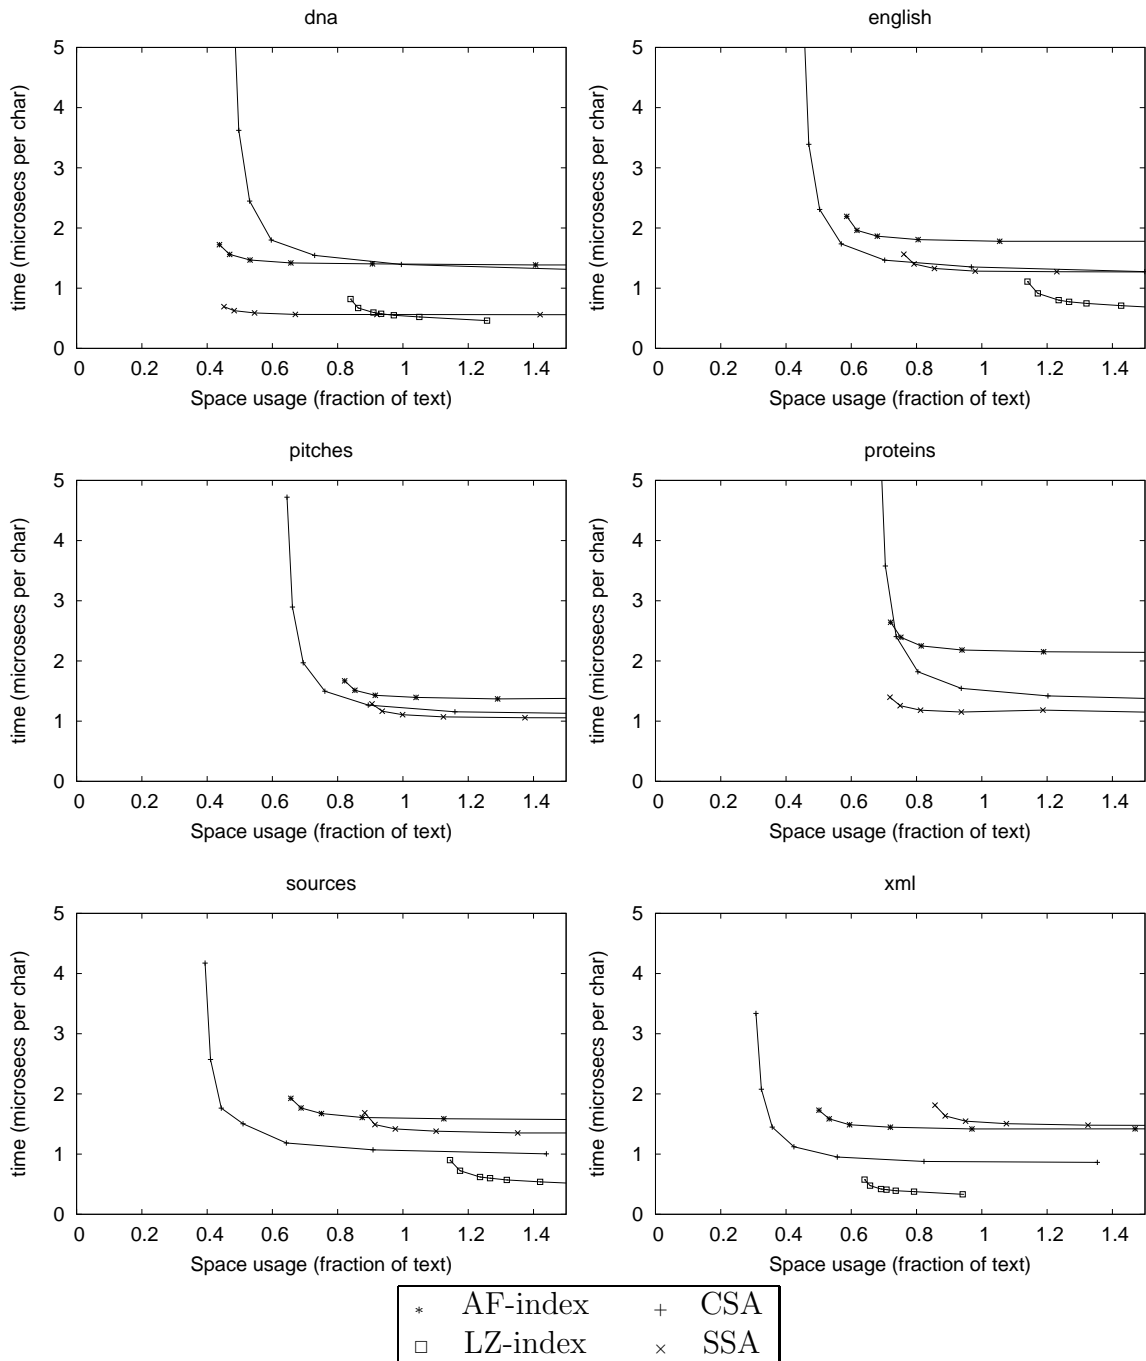 dna
english
5
4
3
2
1
0
time (microsecs per char)
0 0.2 0.4 0.6 0.8 1 1.2 1.4
Space usage (fraction of text)
5
4
3
2
1
0
time (microsecs per char)
0 0.2 0.4 0.6 0.8 1 1.2 1.4
Space usage (fraction of text)
pitches
proteins
5
4
3
2
1
0
time (microsecs per char)
0 0.2 0.4 0.6 0.8 1 1.2 1.4
Space usage (fraction of text)
5
4
3
2
1
0
time (microsecs per char)
0 0.2 0.4 0.6 0.8 1 1.2 1.4
Space usage (fraction of text)
sources
xml
5
4
3
2
1
0
time (microsecs per char)
0 0.2 0.4 0.6 0.8 1 1.2 1.4
Space usage (fraction of text)
5
4
3
2
1
0
time (microsecs per char)
0 0.2 0.4 0.6 0.8 1 1.2 1.4
Space usage (fraction of text)
AF-index CSA
LZ-index SSA